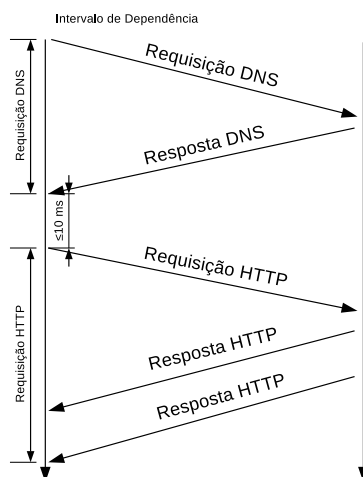 Intervalo de Dependência
Requisição DNS
Requisição DNS
Resposta DNS
≤10 ms
Requisição HTTP
Requisição HTTP
Resposta HTTP
Resposta HTTP